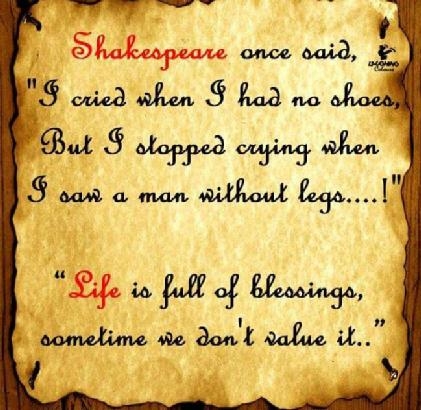 Shakespeare once said,
"I cried when I had no shoes,
But I stopped crying when
I saw a man without legs....!"
"Life is full of blessings,
sometime we don't value it.."